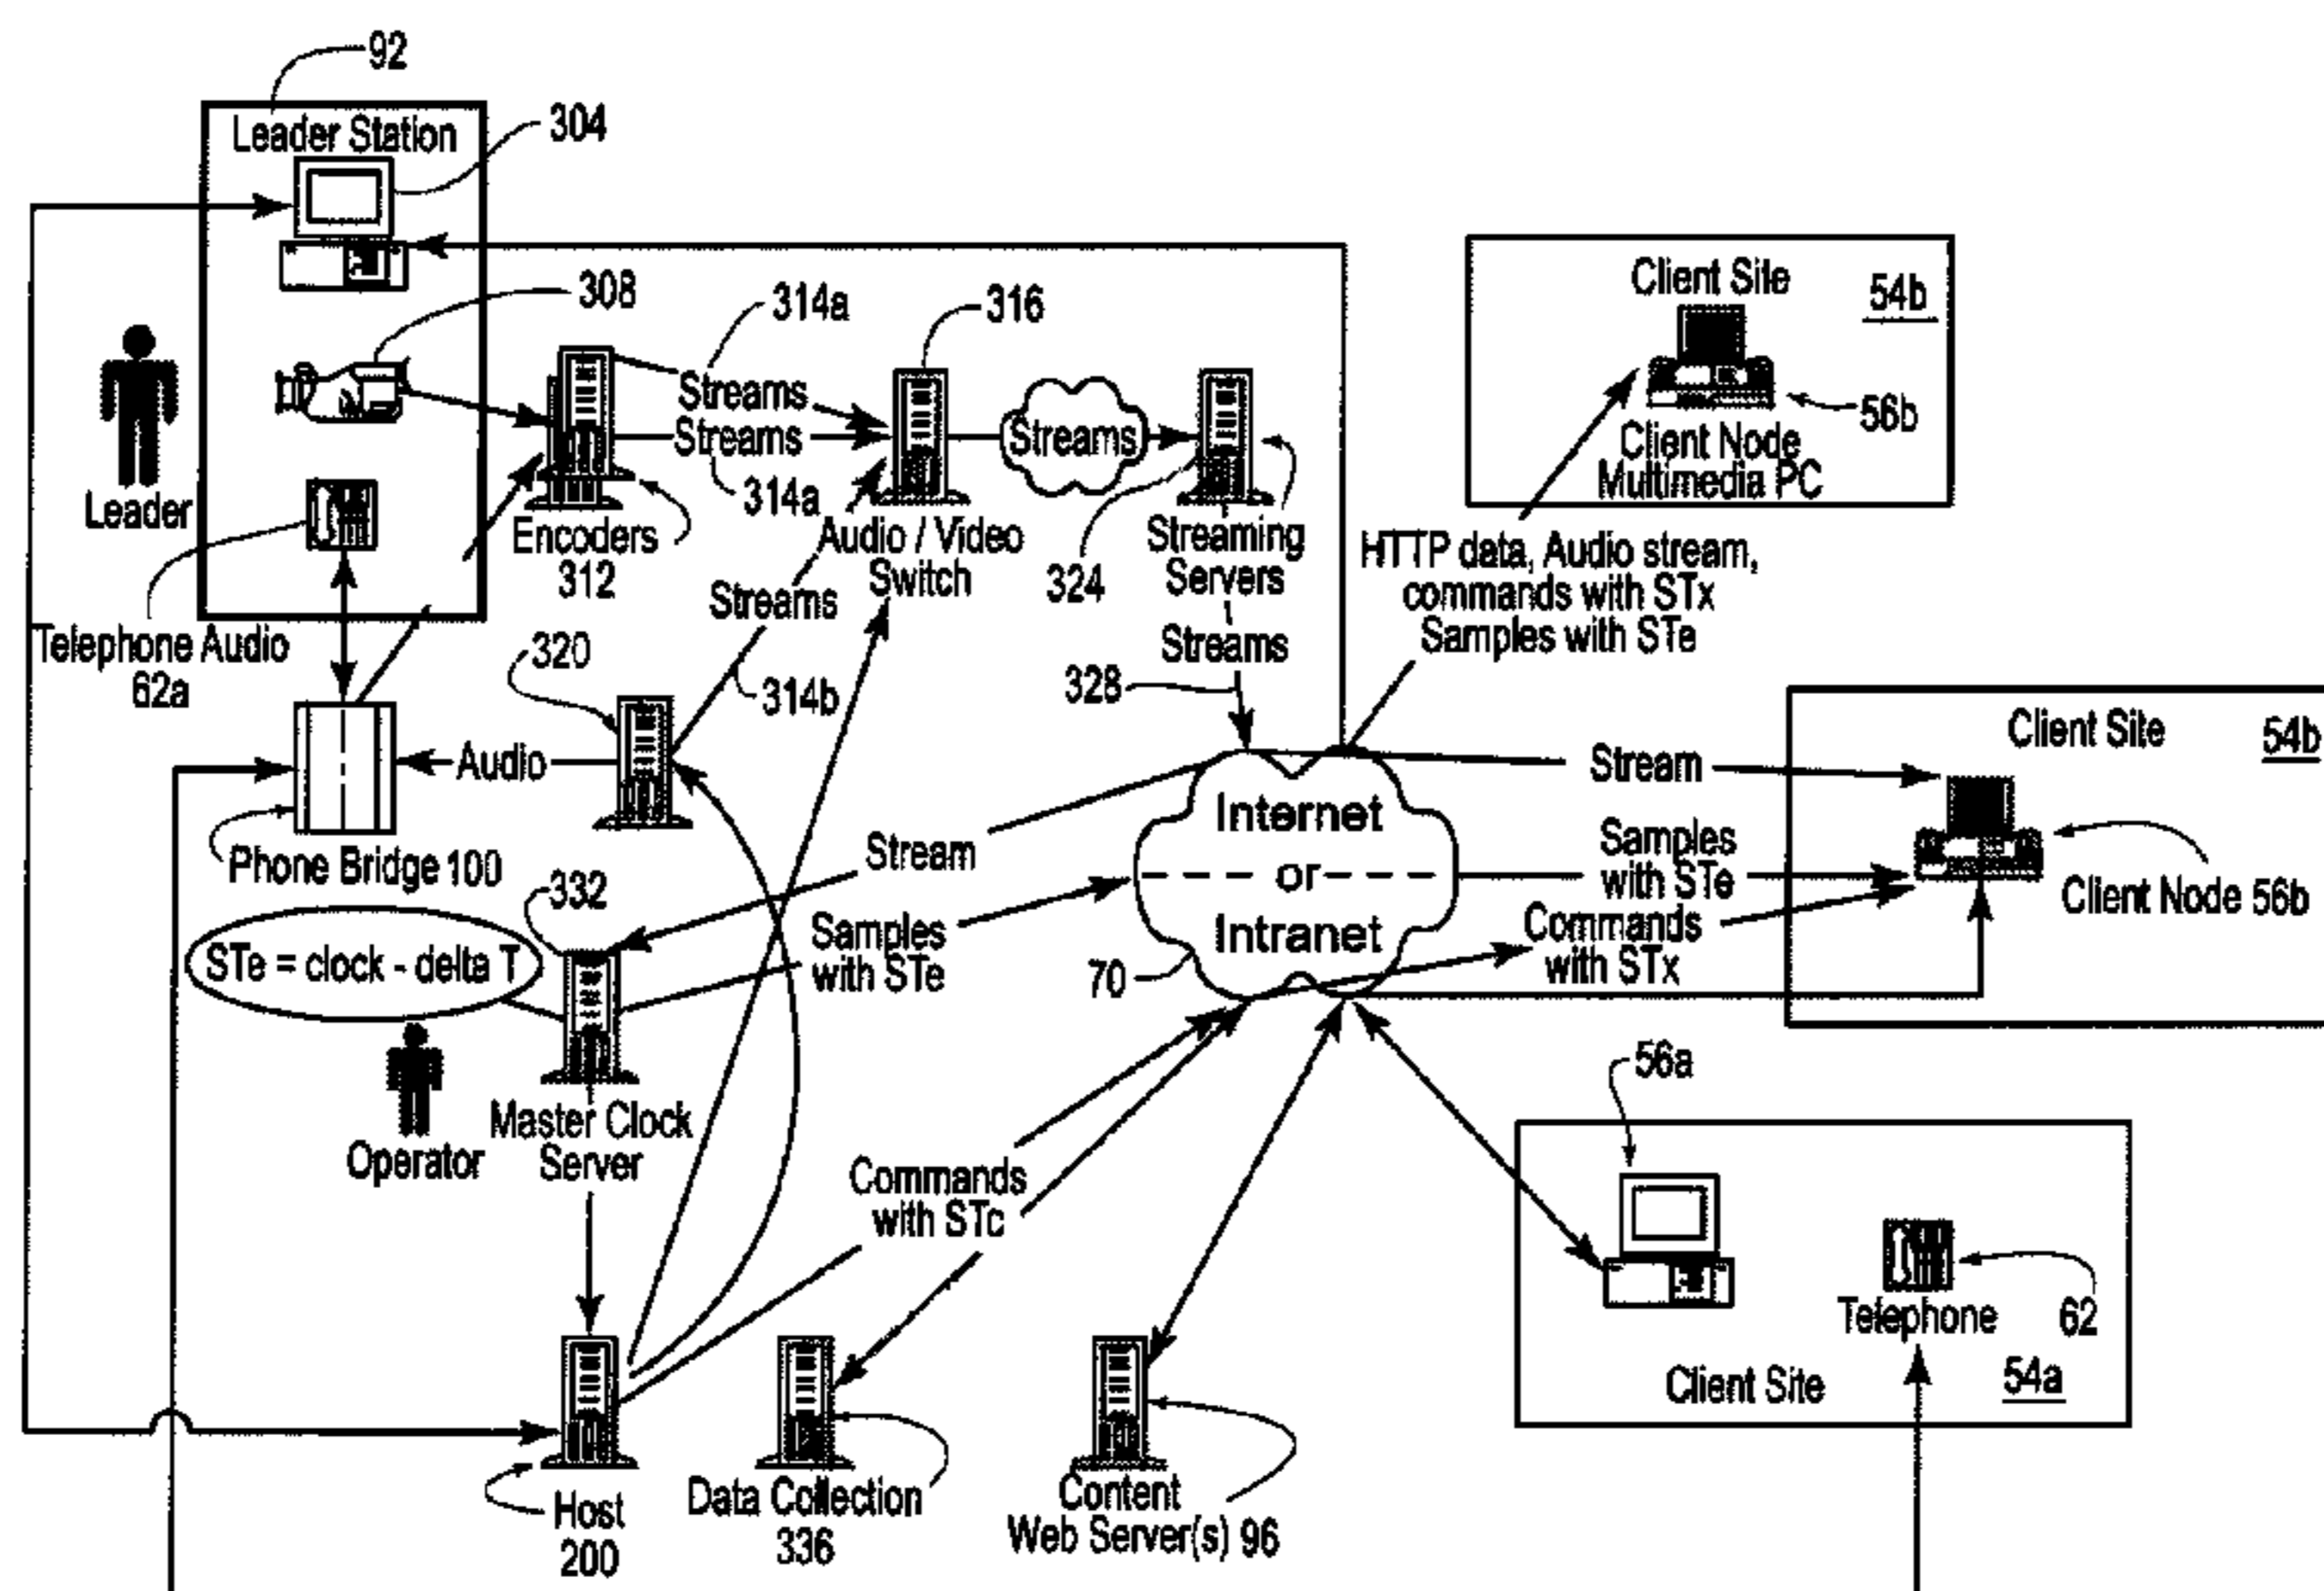 92
Leader Station
304
308
314a
316
Client Site
54b
56b
Client Node
Multimedia PC
Streams
Streams
Streams
314a
Leader
Encoders
312
Audio / Video
Switch
324
Streaming
Servers
HTTP data, Audio stream,
commands with STx
Samples with STe
Streams
Streams
328
Telephone Audio
62a
320
314b
Client Site
54b
Audio
Stream
Internet
or
Intranet
70
Phone Bridge 100
Stream
Samples
with STe
Client Node 56b
332
STe = clock - delta T
Samples
with STe
Commands
with STx
56a
Operator
Master Clock
Server
Commands
with STc
Telephone
62
Client Site
54a
Host
200
Data Collection
336
Content
Web Server(s) 96